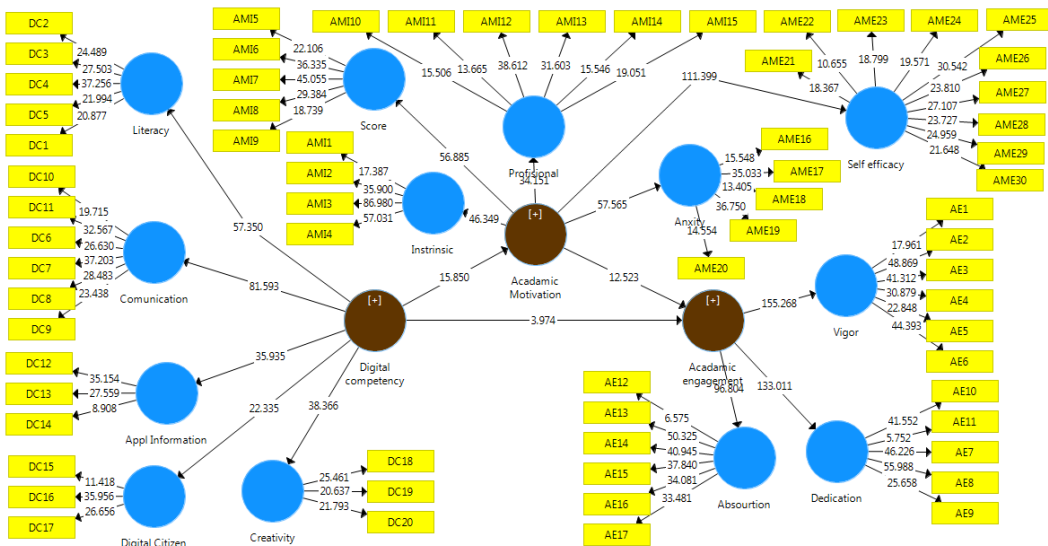 DC2
DC3
DC4
DC5
DC1
24.489
27.503
37.256
21.994
20.877
Literacy
AMI5
AMI6
AMI7
AMI8
AMI9
22.106
36.335
45.055
29.384
18.739
Score
AMI10
AMI11
AMI12
AMI13
AMI14
AMI15
15.506
13.665
38.612
31.603
15.546
19.051
Profisional
AME22
AME23
AME24
AME25
AME21
AME26
AME27
AME28
AME29
AME30
18.367
10.655
18.799
19.571
30.542
23.810
27.107
23.727
24.959
21.648
Self efficacy
111.399
56.885
34.151
AMI1
AMI2
AMI3
AMI4
17.387
35.900
86.980
57.031
Instrinsic
46.349
57.565
AME16
AME17
AME18
AME19
AME20
15.548
35.033
13.405
36.750
14.554
Anxity
[+]
Acadamic
Motivation
DC10
DC11
DC6
DC7
DC8
DC9
19.715
32.567
26.630
37.203
28.483
23.438
Comunication
57.350
81.593
15.850
12.523
[+]
Digital
competency
3.974
[+]
Acadamic
engagement
155.268
AE1
AE2
AE3
AE4
AE5
AE6
17.961
48.869
41.312
30.879
22.848
44.393
Vigor
DC12
DC13
DC14
35.154
27.559
8.908
Appl Information
35.935
22.335
38.366
96.804
133.011
AE12
AE13
AE14
AE15
AE16
AE17
6.575
50.325
40.945
37.840
34.081
33.481
Absourtion
AE10
AE11
AE7
AE8
AE9
41.552
5.752
46.226
55.988
25.658
Dedication
DC15
DC16
DC17
11.418
35.956
26.656
Digital Citizen
DC18
DC19
DC20
25.461
20.637
21.793
Creativity